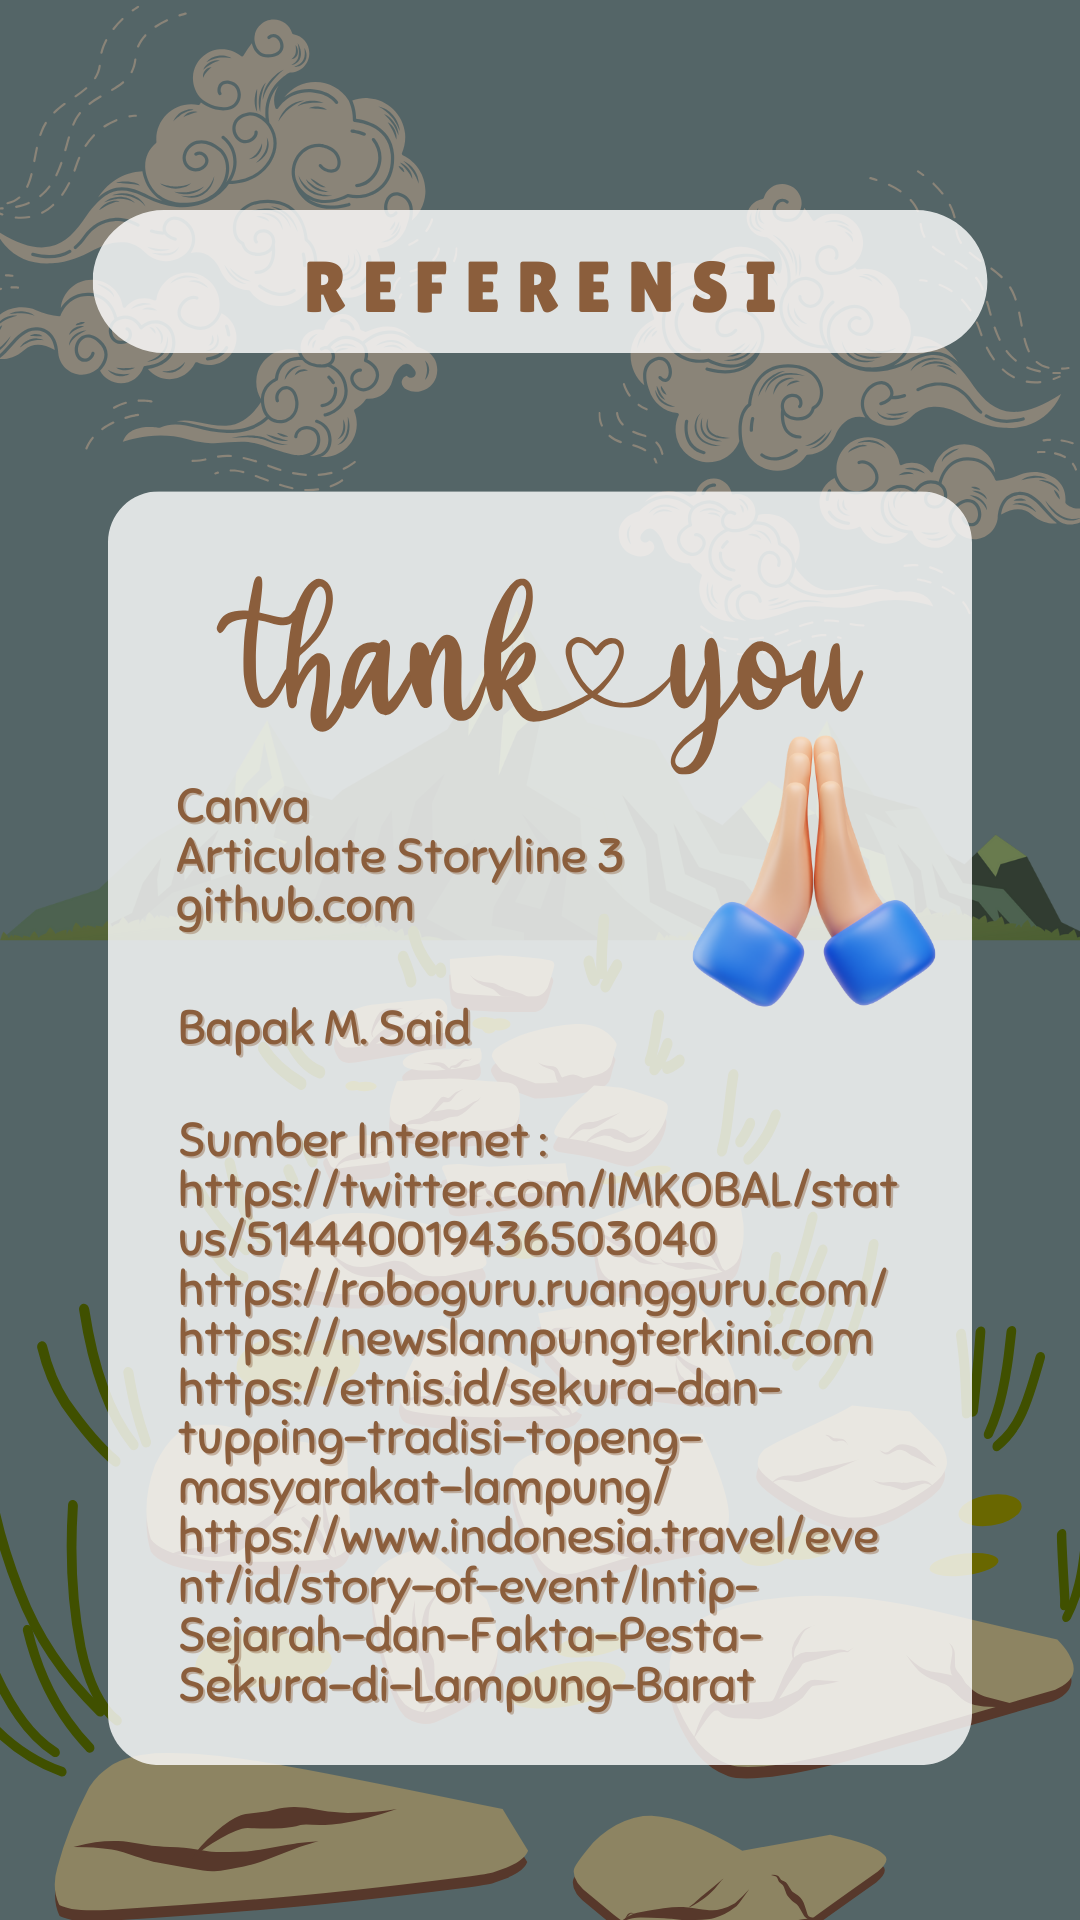 REFERENSI
thank you
Canva
Articulate Storyline 3
github.com
Bapak M. Said
Sumber Internet :
https://twitter.com/IMKOBAL/stat
us/514440019436503040
https://roboguru.ruangguru.com/
https://newslampungterkini.com
https://etnis.id/sekura-dan-
tupping-tradisi-topeng-
masyarakat-lampung/
https://www.indonesia.travel/eve
nt/id/story-of-event/Intip-
Sejarah-dan-Fakta-Pesta-
Sekura-di-Lampung-Barat